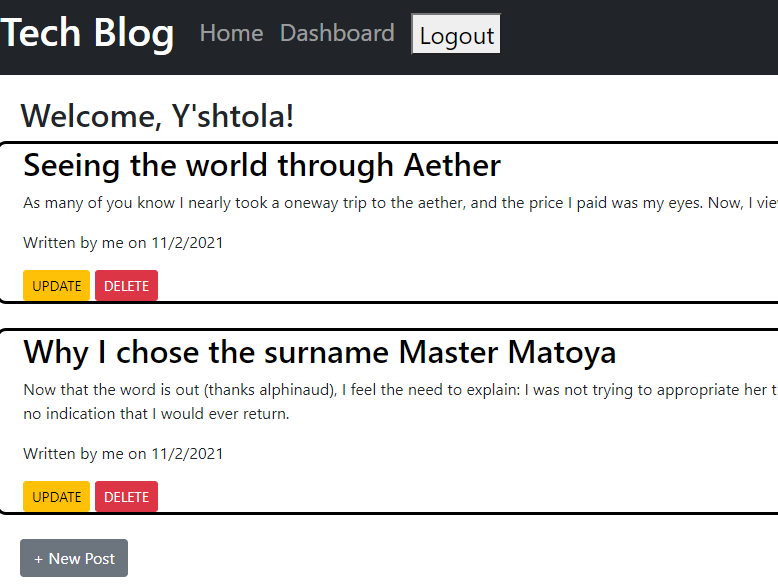 Tech Blog Home Dashboard Logout
Welcome, Y'shtola!
Seeing the world through Aether
As many of you know I nearly took a oneway trip to the aether, and the price I paid was my eyes. Now, I
Written by me on 11/2/2021
UPDATE DELETE
Why I chose the surname Master Matoya
Now that the word is out (thanks alphinaud), I feel the need to explain: I was not trying to appropriate her
no indication that I would ever return.
Written by me on 11/2/2021
UPDATE DELETE
+ New Post